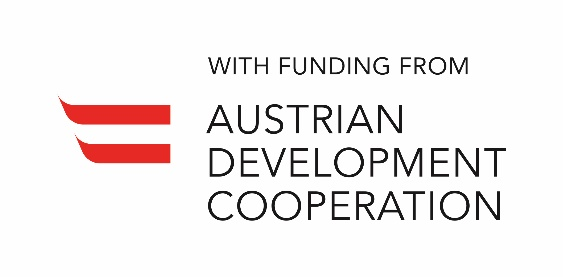 WITH FUNDING FROM
AUSTRIAN
DEVELOPMENT
COOPERATION